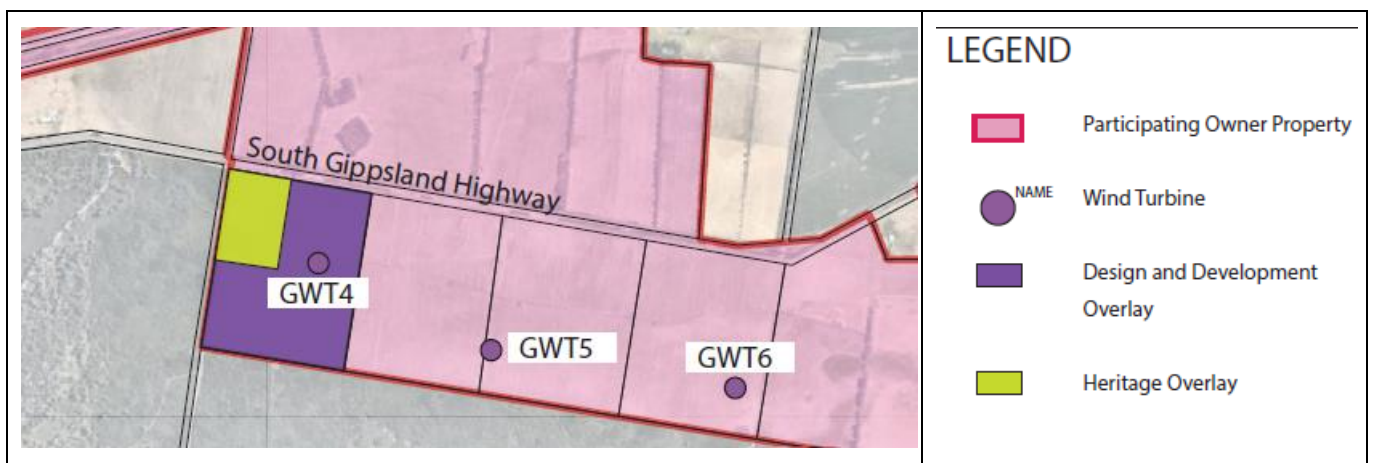 South Gippsland Highway
GWT4
GWT5
GWT6
LEGEND
Participating Owner Property
NAME
Wind Turbine
Design and Development
Overlay
Heritage Overlay